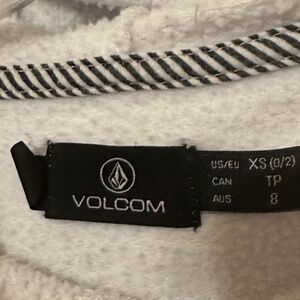 VOLCOM
US/EU XS (0/2)
CAN TP
AUS 8